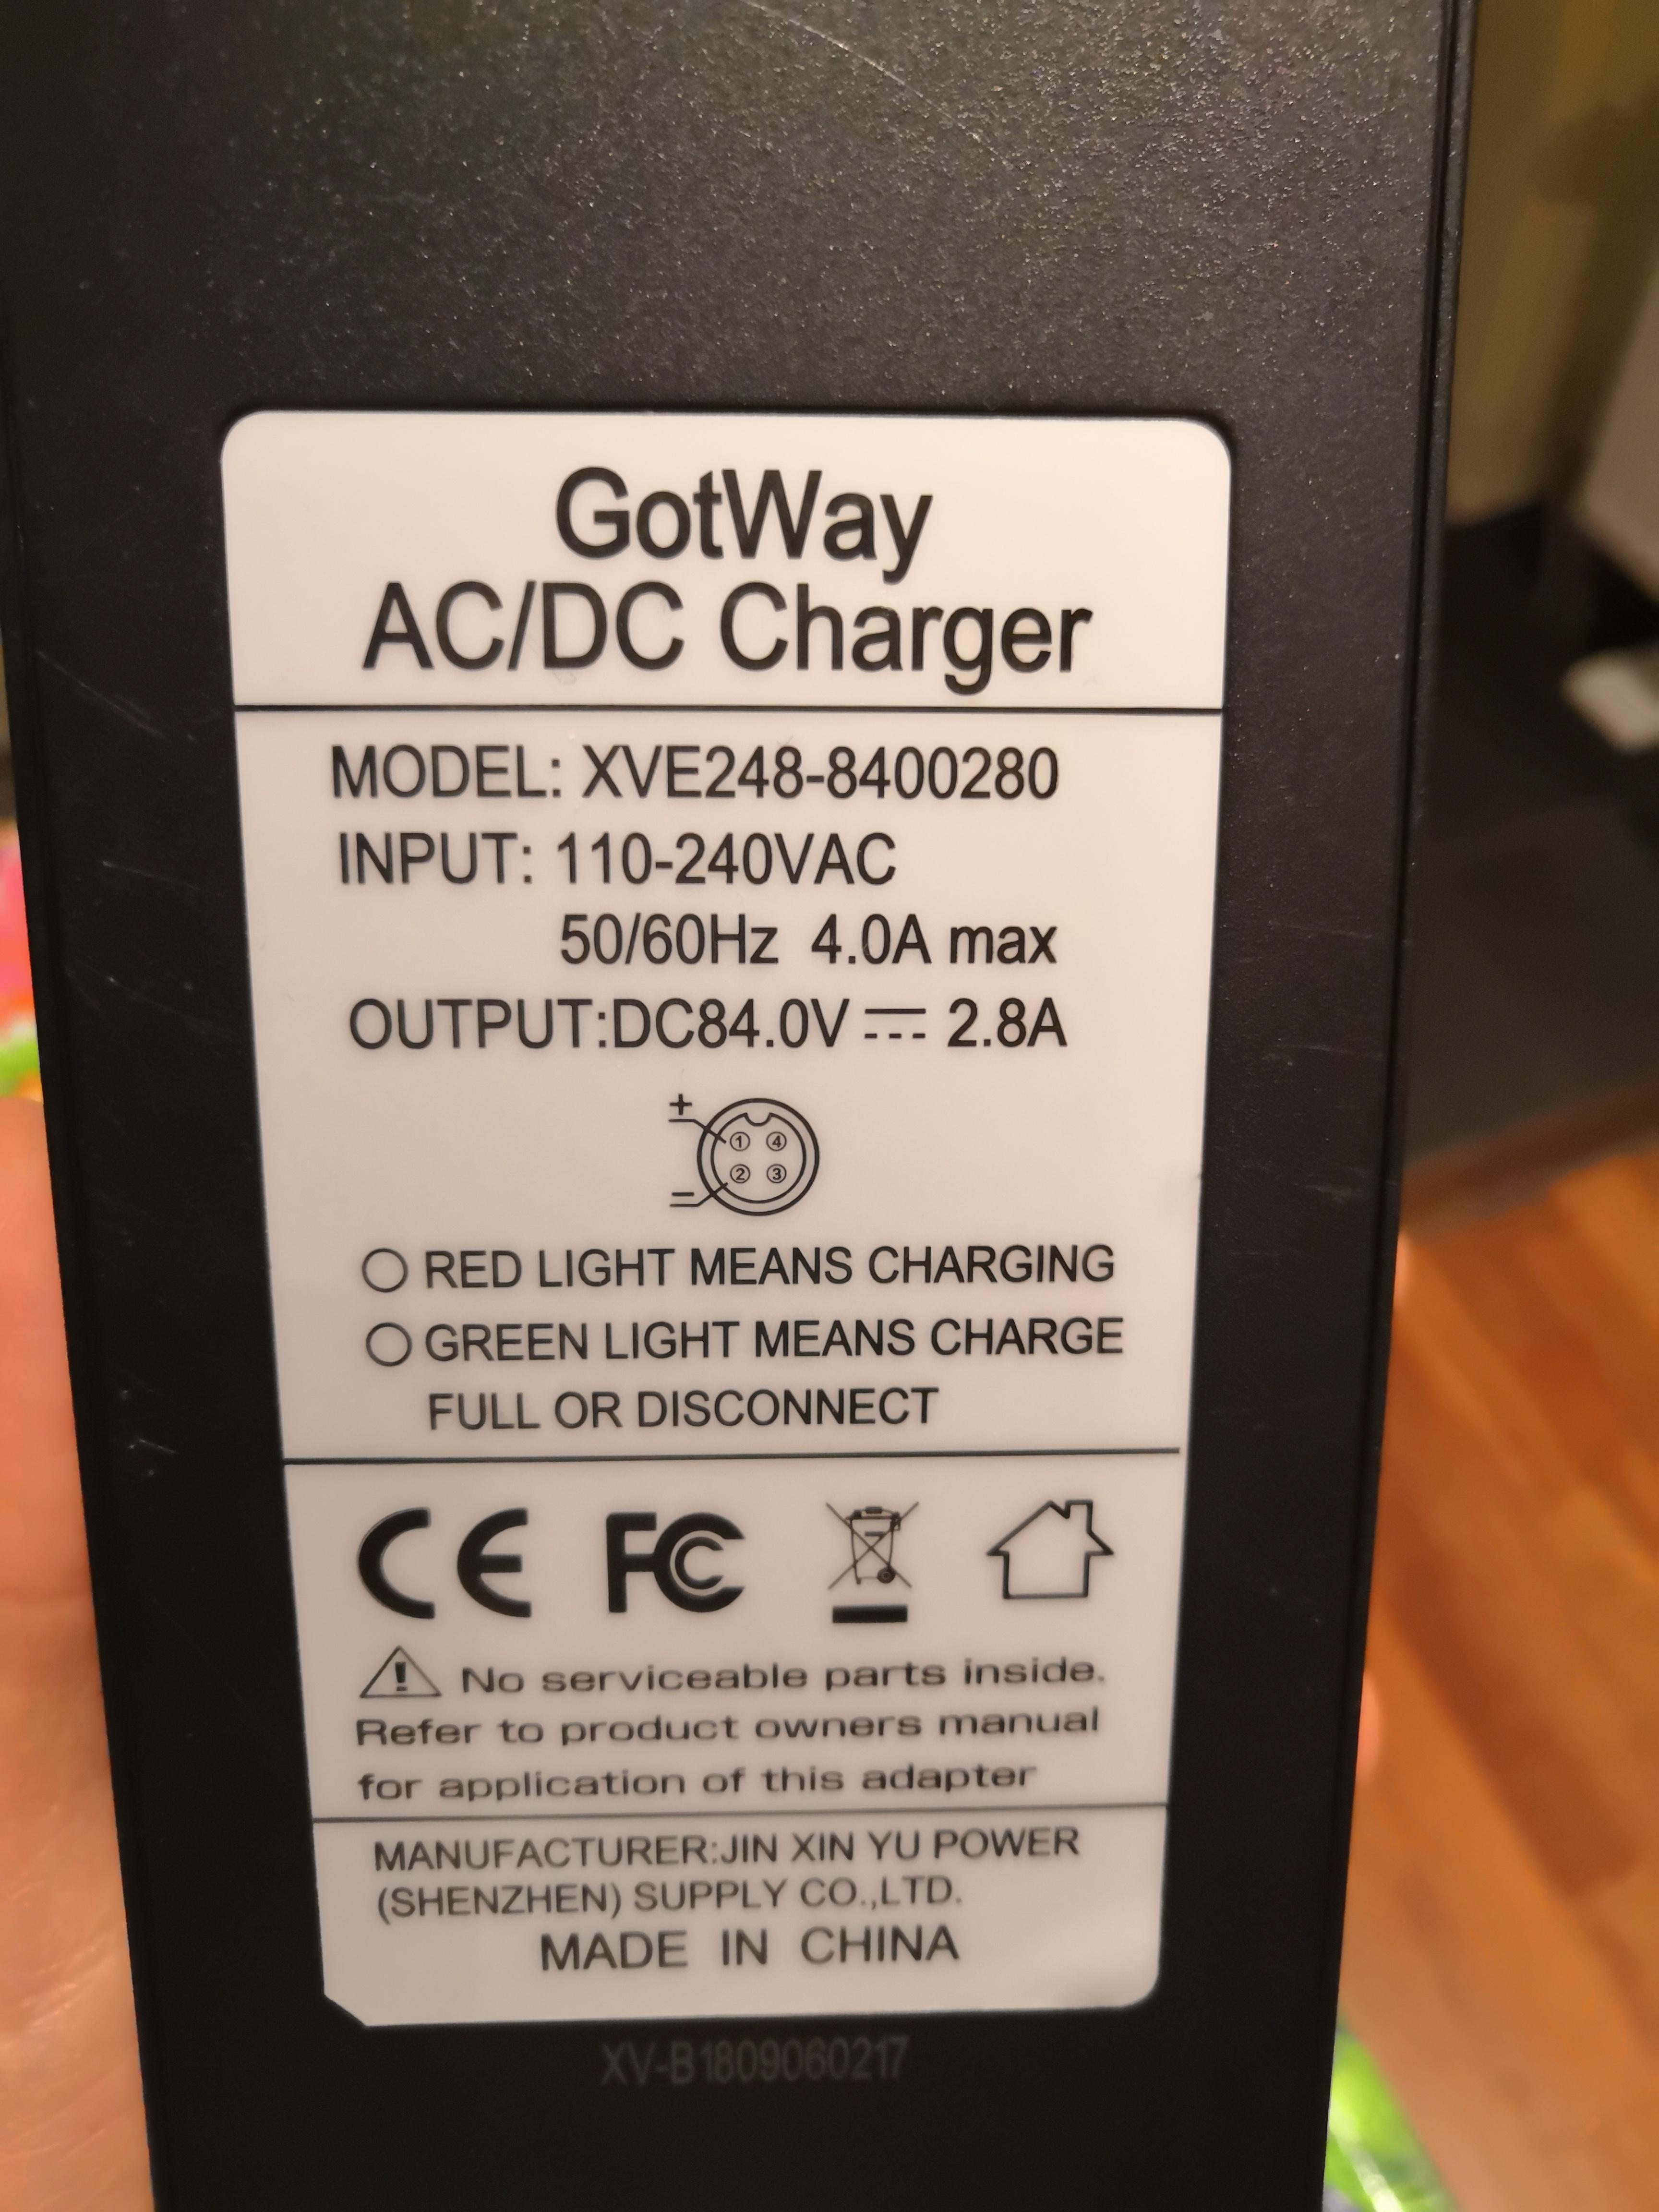 GotWay
AC/DC Charger
MODEL: XVE248-8400280
INPUT: 110-240VAC
50/60Hz 4.0A max
OUTPUT:DC84.0V ⎓ 2.8A
+
1 4
2 3
−
RED LIGHT MEANS CHARGING
GREEN LIGHT MEANS CHARGE
FULL OR DISCONNECT
CE FC
No serviceable parts inside.
Refer to product owners manual
for application of this adapter
MANUFACTURER:JIN XIN YU POWER
(SHENZHEN) SUPPLY CO.,LTD.
MADE IN CHINA
XV-B1809060217